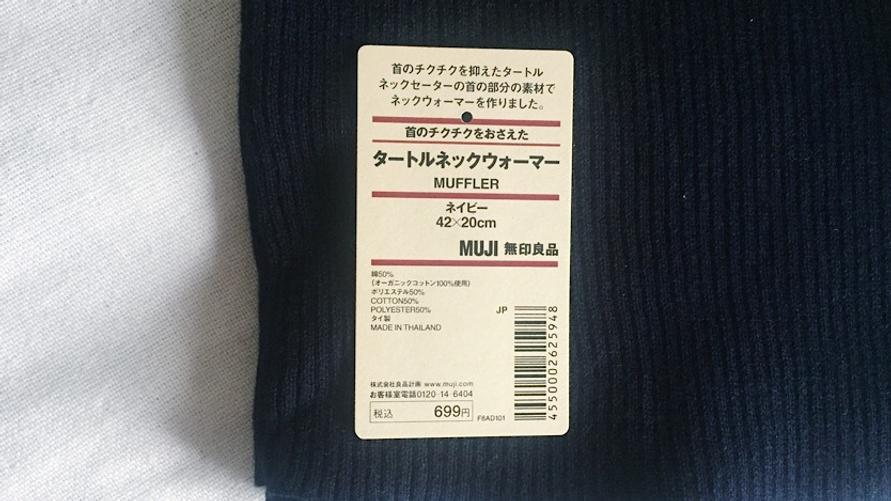 首のチクチクを抑えたタートル
ネックセーターの首の部分の素材で
ネックウォーマーを作りました。
首のチクチクをおさえた
タートルネックウォーマー
MUFFLER
ネイビー
42×20cm
MUJI 無印良品
綿50%
(オーガニックコットン100%使用)
ポリエステル50%
COTTON50%
POLYESTER50%
タイ製
MADE IN THAILAND
JP
4550002625948
株式会社良品計画 www.muji.com
お客様室電話0120-14-6404
税込 699円
F8AD101